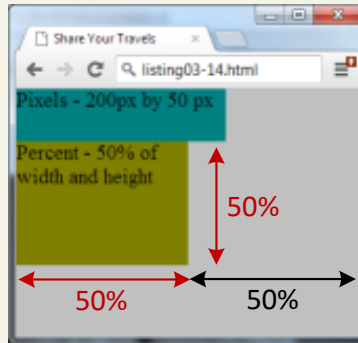 Share Your Travels
listing03-14.html
Pixels - 200px by 50 px
Percent - 50% of
width and height
50%
50%
50%